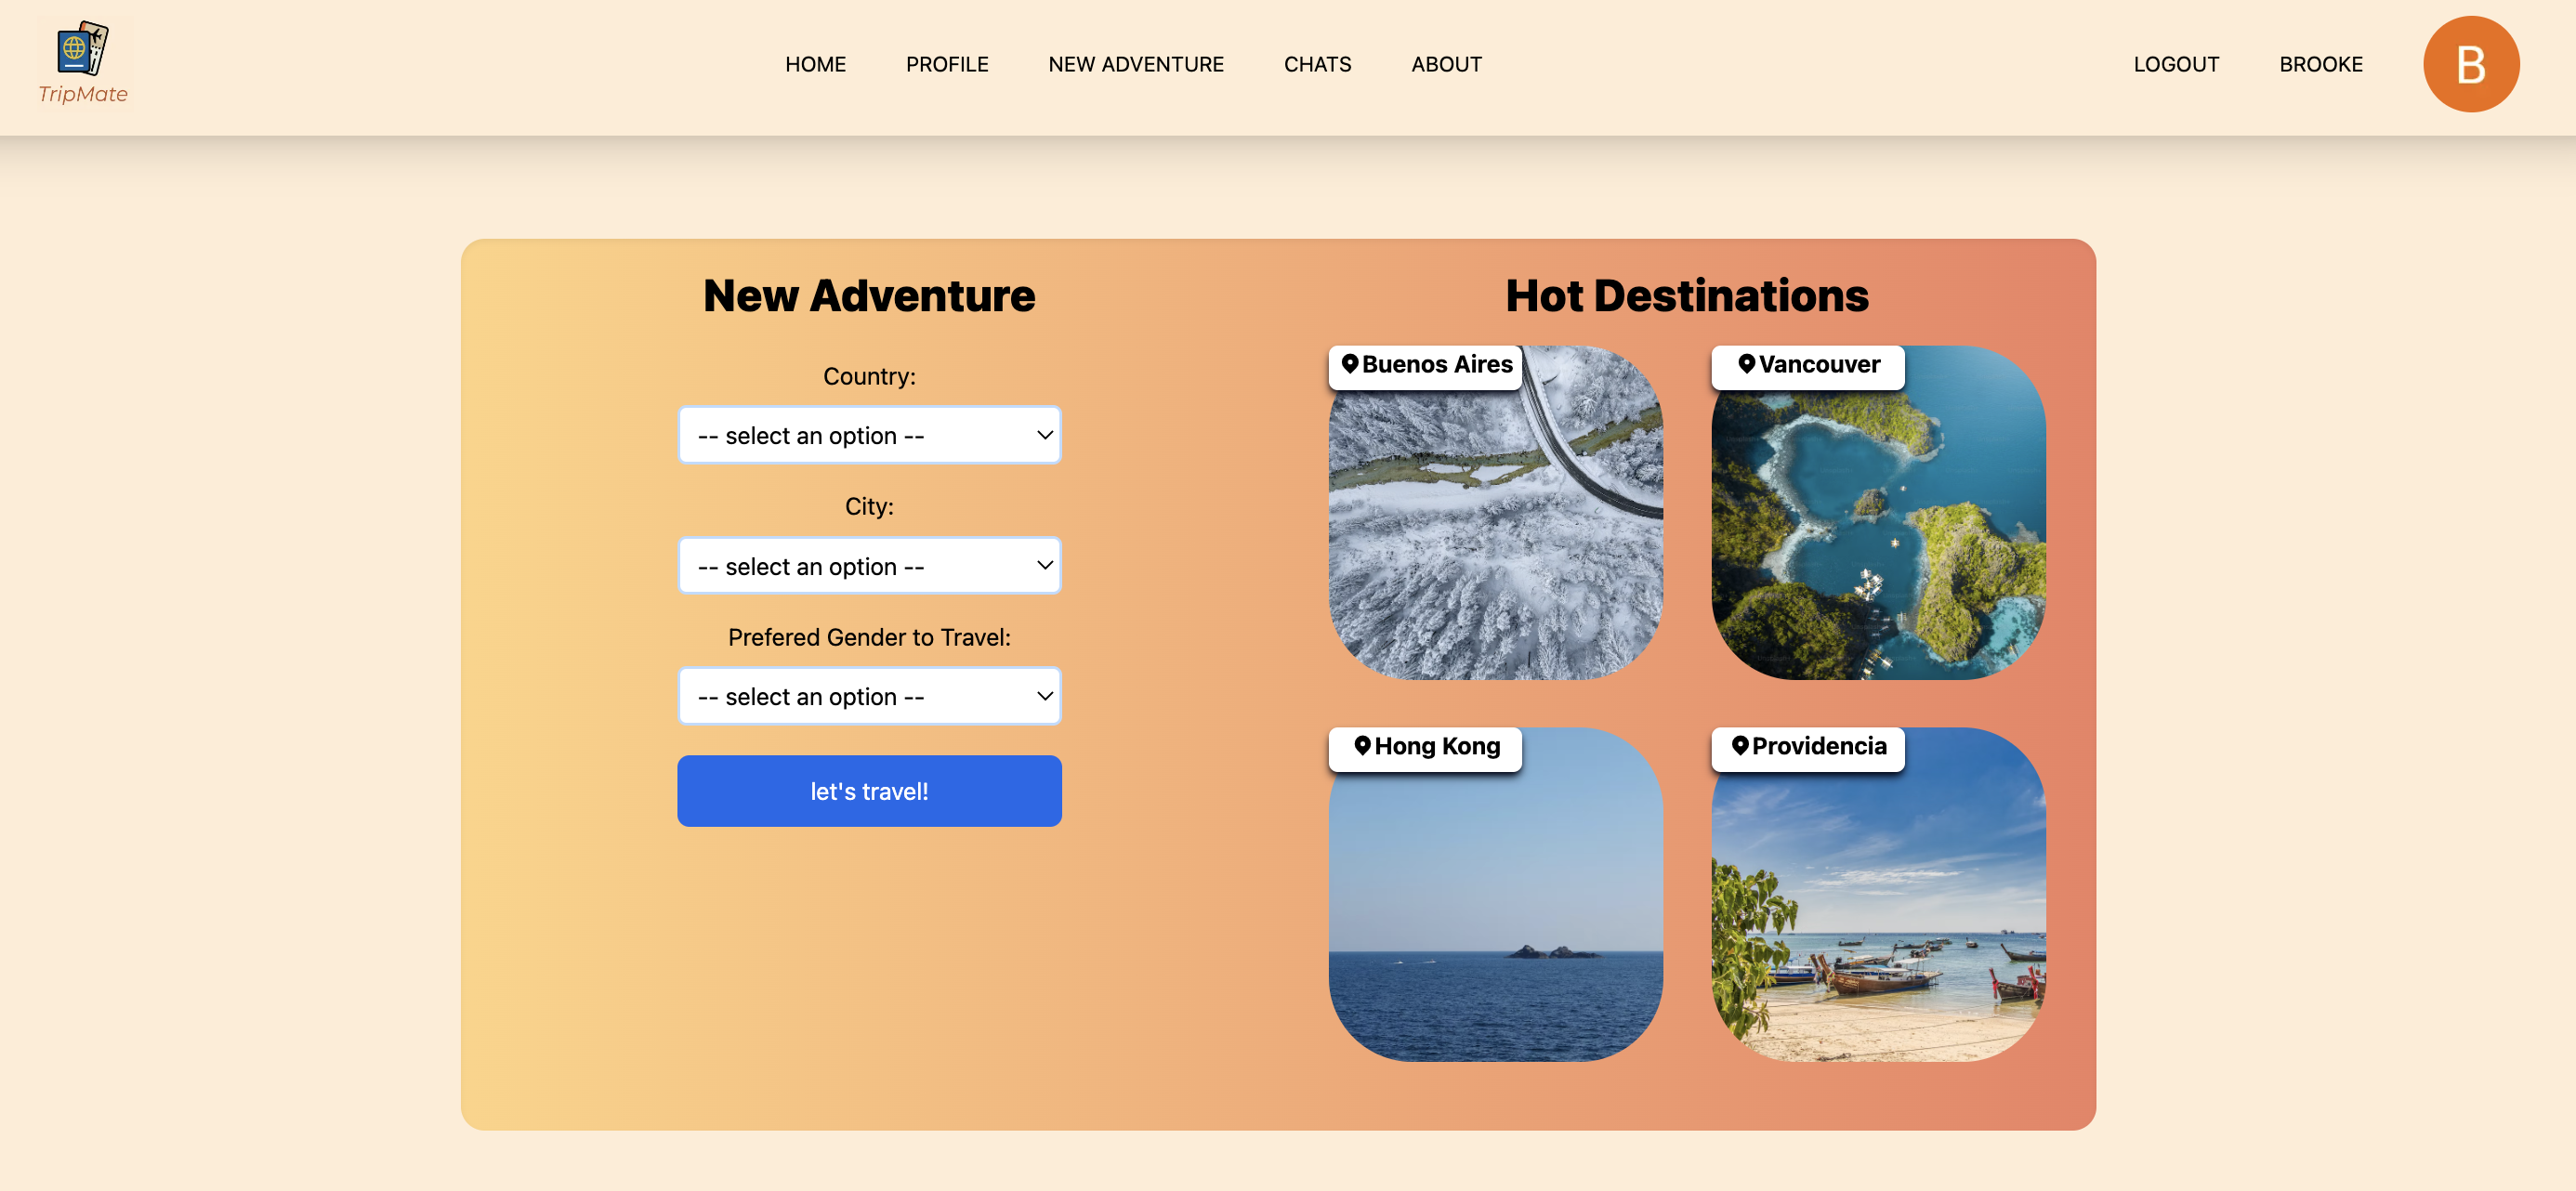 TripMate
HOME PROFILE NEW ADVENTURE CHATS ABOUT LOGOUT BROOKE B
New Adventure
Country:
-- select an option --
City:
-- select an option --
Prefered Gender to Travel:
-- select an option --
let's travel!
Hot Destinations
Buenos Aires
Vancouver
Hong Kong
Providencia